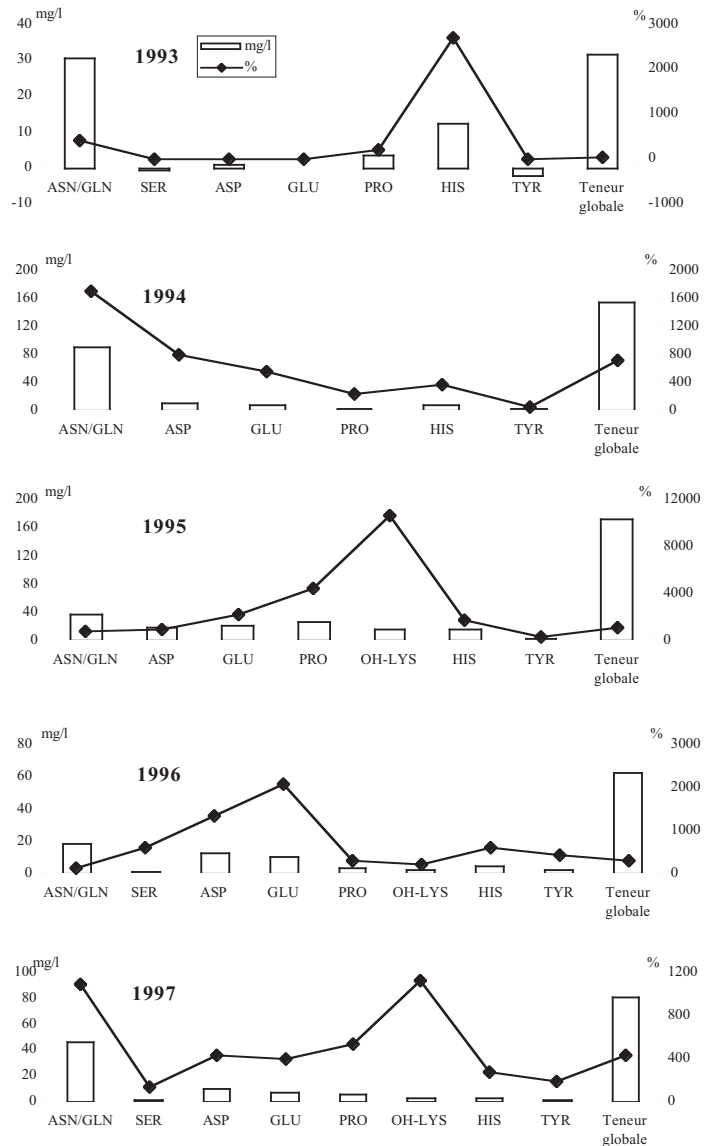 mg/l %
40 3000
1993 mg/l
%
30 2000
20
1000
10
0 0
ASN/GLN SER ASP GLU PRO HIS TYR Teneur
globale
-10 -1000
mg/l %
200 2000
1994
160 1600
120 1200
80 800
40 400
0 0
ASN/GLN ASP GLU PRO HIS TYR Teneur
globale
mg/l %
200 12000
1995
160
8000
120
80
4000
40
0 0
ASN/GLN ASP GLU PRO OH-LYS HIS TYR Teneur
globale
mg/l %
80 3000
1996
60 2000
40
1000
20
0 0
ASN/GLN SER ASP GLU PRO OH-LYS HIS TYR Teneur
globale
mg/l %
100 1200
1997
80
800
60
40
400
20
0 0
ASN/GLN SER ASP GLU PRO OH-LYS HIS TYR Teneur
globale